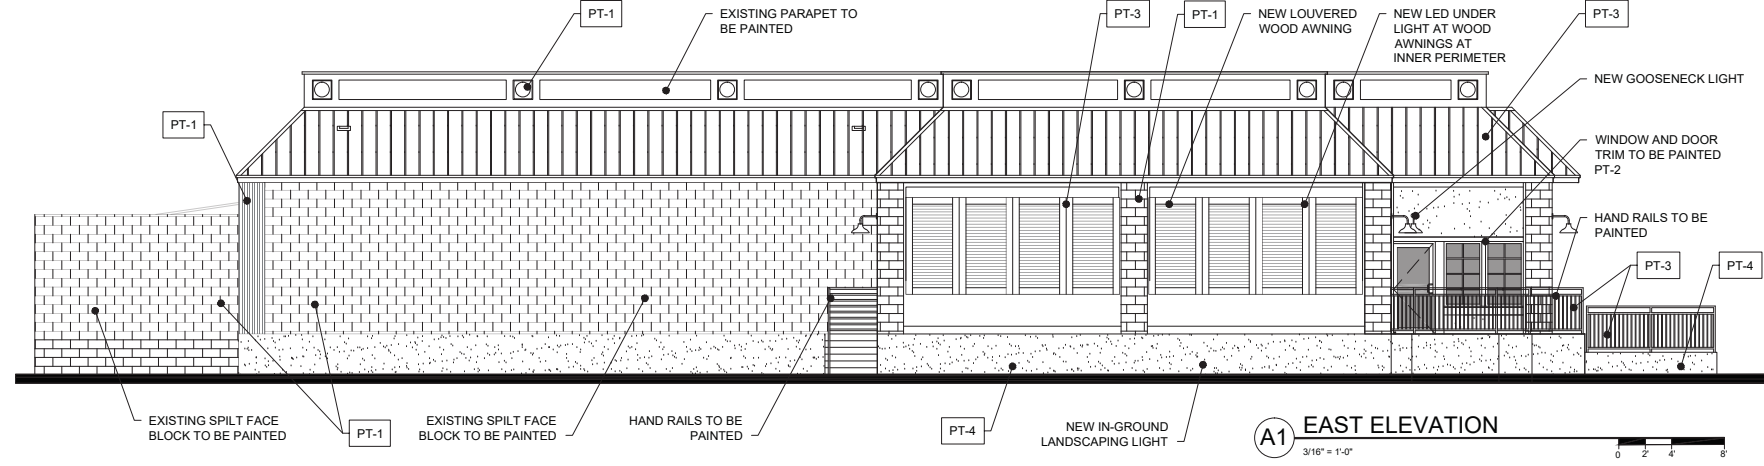 PT-1
EXISTING PARAPET TO
BE PAINTED
PT-3
PT-1
NEW LOUVERED
WOOD AWNING
NEW LED UNDER
LIGHT AT WOOD
AWNINGS AT
INNER PERIMETER
PT-3
NEW GOOSENECK LIGHT
PT-1
WINDOW AND DOOR
TRIM TO BE PAINTED
PT-2
HAND RAILS TO BE
PAINTED
PT-3
PT-4
EXISTING SPILT FACE
BLOCK TO BE PAINTED
PT-1
EXISTING SPILT FACE
BLOCK TO BE PAINTED
HAND RAILS TO BE
PAINTED
PT-4
NEW IN-GROUND
LANDSCAPING LIGHT
A1
EAST ELEVATION
3/16" = 1'-0"
0 2' 4' 8'